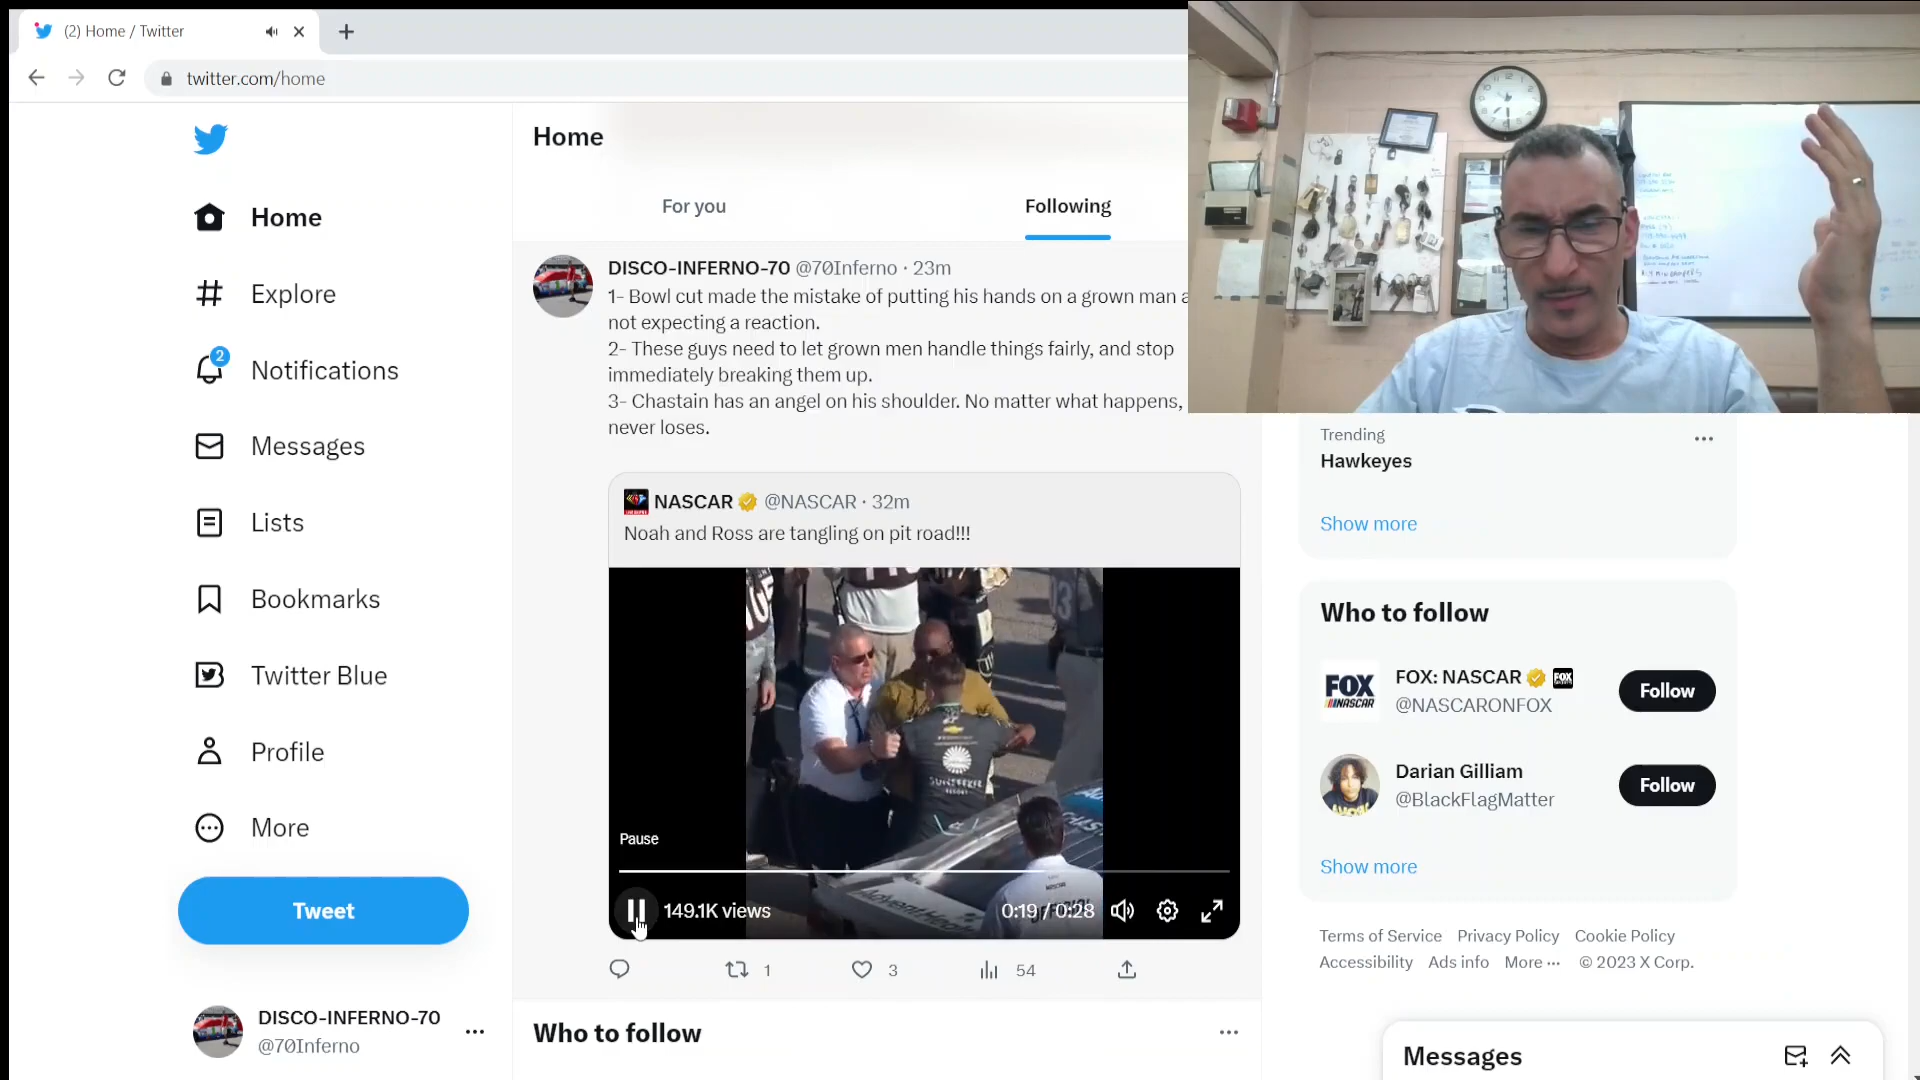 (2) Home / Twitter
twitter.com/home
Home
Explore
2
Notifications
Messages
Lists
Bookmarks
Twitter Blue
Profile
More
Tweet
DISCO-INFERNO-70
@70Inferno
Home
For you
Following
DISCO-INFERNO-70 @70Inferno · 23m
1- Bowl cut made the mistake of putting his hands on a grown man
not expecting a reaction.
2- These guys need to let grown men handle things fairly, and stop
immediately breaking them up.
3- Chastain has an angel on his shoulder. No matter what happens,
never loses.
NASCAR @NASCAR · 32m
Noah and Ross are tangling on pit road!!!
SUNSEEKER
RESORT
Pause
149.1K views
0:19 / 0:28
1
3
54
Who to follow
Trending
Hawkeyes
Show more
Who to follow
FOX: NASCAR
@NASCARONFOX
Follow
FOX
NASCAR
Darian Gilliam
@BlackFlagMatter
Follow
Show more
Terms of Service Privacy Policy Cookie Policy
Accessibility Ads info More ··· © 2023 X Corp.
Messages